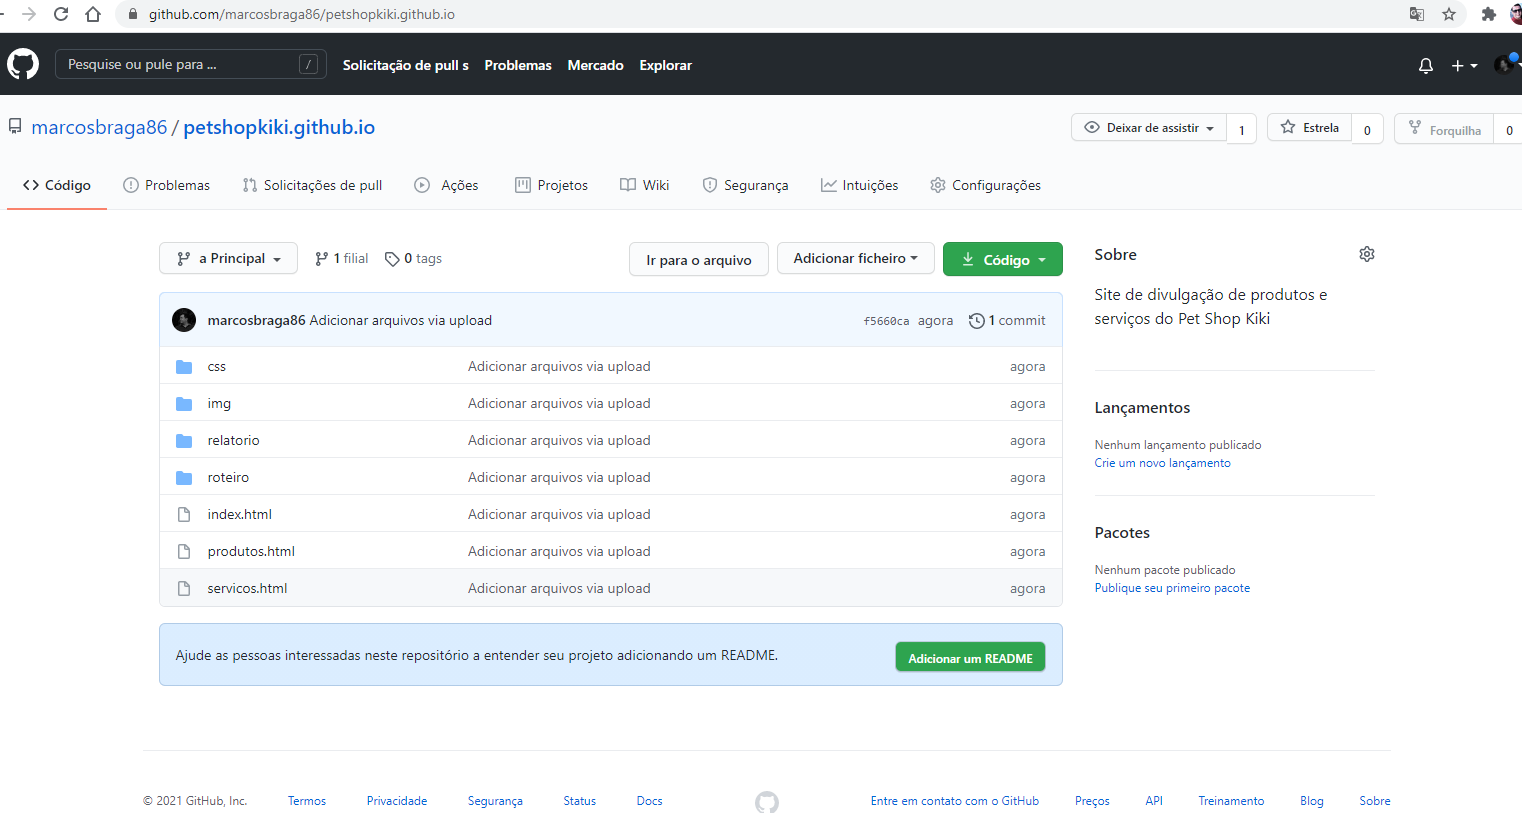 github.com/marcosbraga86/petshopkiki.github.io
Pesquise ou pule para ... /
Solicitação de pull s Problemas Mercado Explorar
marcosbraga86 / petshopkiki.github.io
Deixar de assistir 1 Estrela 0 Forquilha 0
Código Problemas Solicitações de pull Ações Projetos Wiki Segurança Intuições Configurações
a Principal 1 filial 0 tags Ir para o arquivo Adicionar ficheiro Código
marcosbraga86 Adicionar arquivos via upload f5660ca agora 1 commit
css Adicionar arquivos via upload agora
img Adicionar arquivos via upload agora
relatorio Adicionar arquivos via upload agora
roteiro Adicionar arquivos via upload agora
index.html Adicionar arquivos via upload agora
produtos.html Adicionar arquivos via upload agora
servicos.html Adicionar arquivos via upload agora
Ajude as pessoas interessadas neste repositório a entender seu projeto adicionando um README. Adicionar um README
Sobre
Site de divulgação de produtos e
serviços do Pet Shop Kiki
Lançamentos
Nenhum lançamento publicado
Crie um novo lançamento
Pacotes
Nenhum pacote publicado
Publique seu primeiro pacote
© 2021 GitHub, Inc. Termos Privacidade Segurança Status Docs Entre em contato com o GitHub Preços API Treinamento Blog Sobre